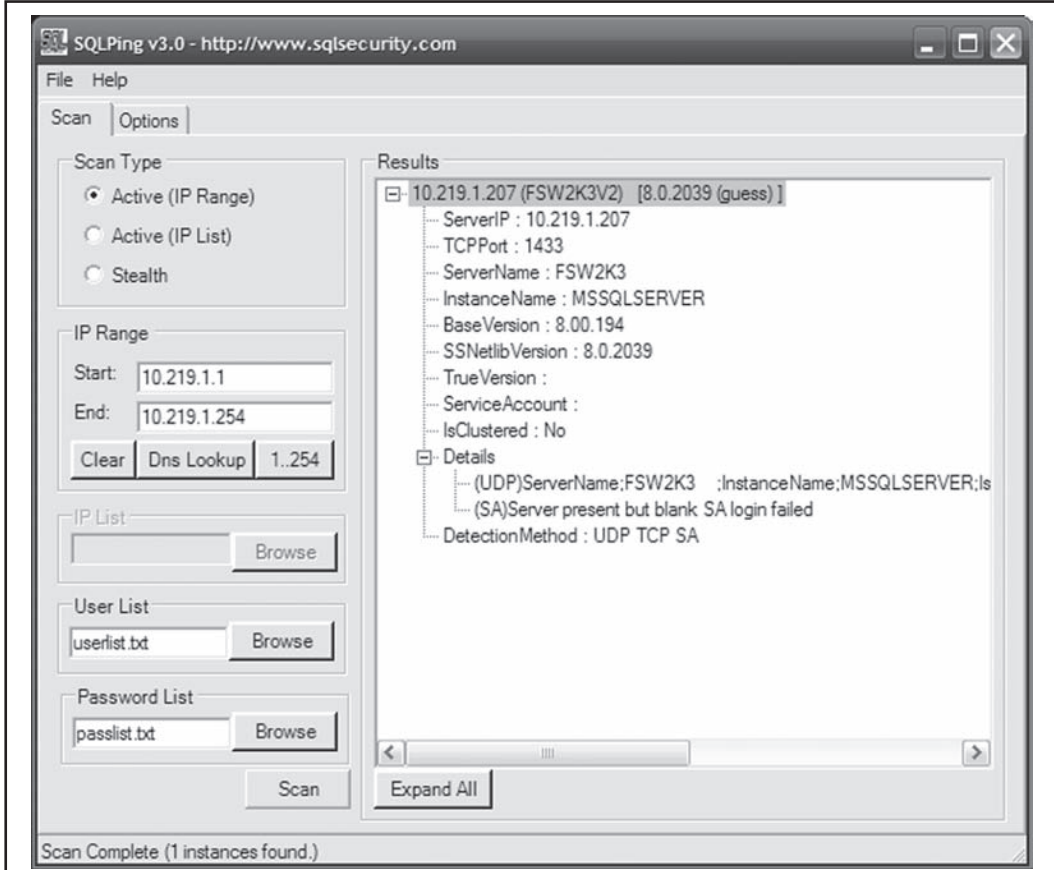 SQLPing v3.0 - http://www.sqlsecurity.com
File Help
Scan Options
Scan Type
Active (IP Range)
Active (IP List)
Stealth
IP Range
Start: 10.219.1.1
End: 10.219.1.254
Clear Dns Lookup 1..254
IP List
Browse
User List
userlist.txt Browse
Password List
passlist.txt Browse
Scan
Results
10.219.1.207 (FSW2K3V2) [8.0.2039 (guess) ]
ServerIP : 10.219.1.207
TCPPort : 1433
ServerName : FSW2K3
InstanceName : MSSQLSERVER
BaseVersion : 8.00.194
SSNetlibVersion : 8.0.2039
TrueVersion :
ServiceAccount :
IsClustered : No
Details
(UDP)ServerName;FSW2K3 ;InstanceName;MSSQLSERVER;Is
(SA)Server present but blank SA login failed
DetectionMethod : UDP TCP SA
Expand All
Scan Complete (1 instances found.)